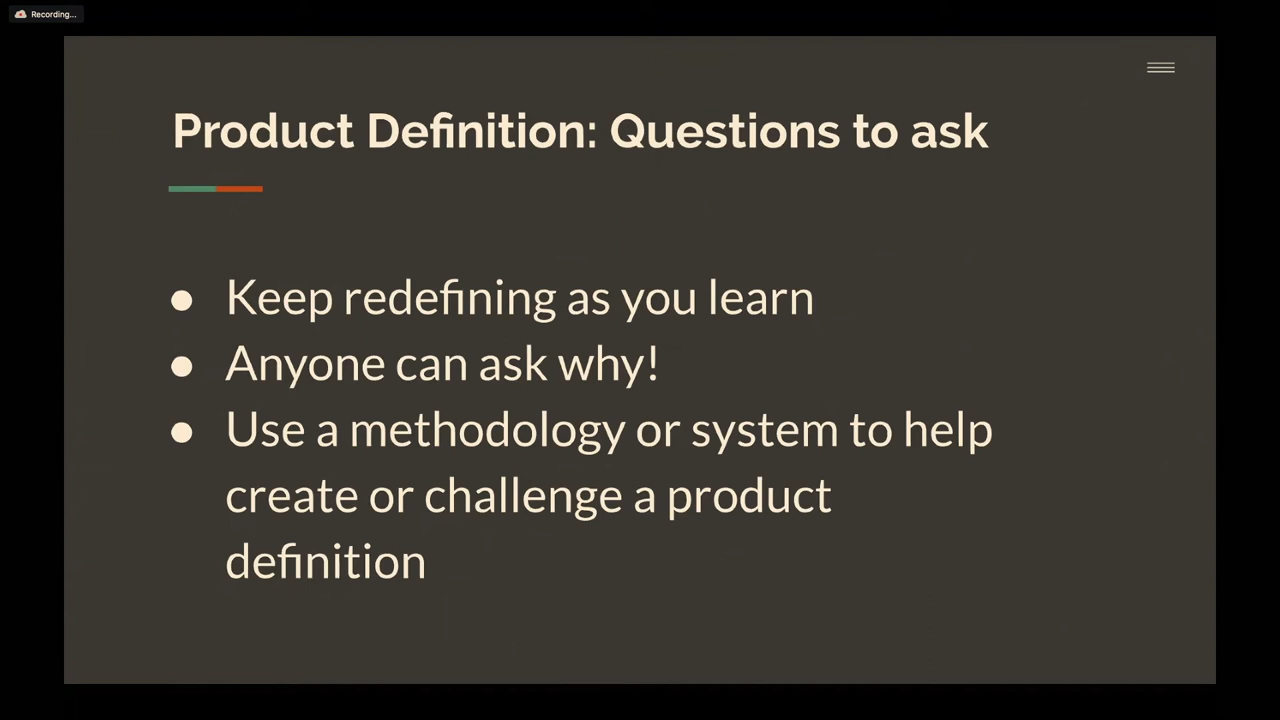 Recording...
Product Definition: Questions to ask
● Keep redefining as you learn
● Anyone can ask why!
● Use a methodology or system to help
create or challenge a product
definition